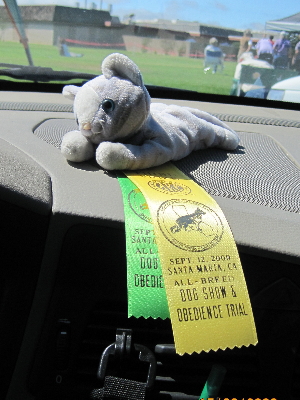 SEPT. 12, 2009
SANTA MARIA, CA
ALL-BREED
DOG SHOW &
OBEDIENCE TRIAL
SEPT
SANTA
ALL
DOG
OBEDIE